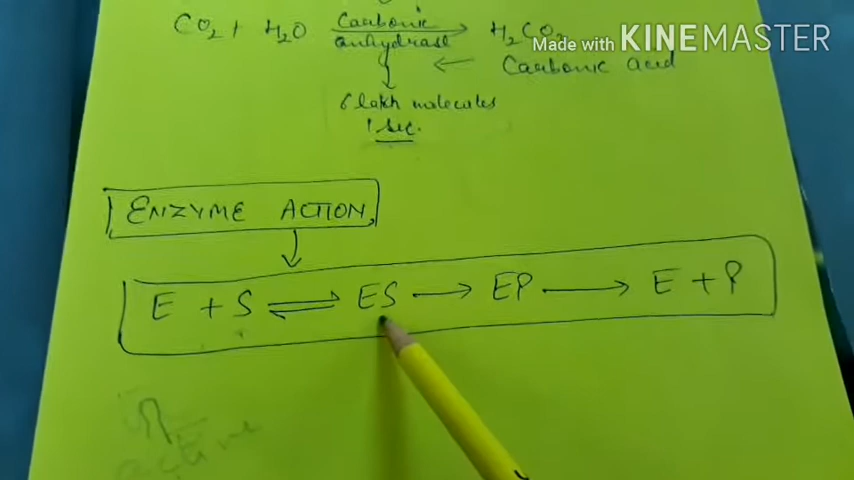 CO2 + H2O Carbonic anhydrase H2CO3
Made with KINEMASTER
Carbonic acid
6 lakh molecules
1 sec.
ENZYME ACTION
E + S ⇌ ES → EP → E + P
active